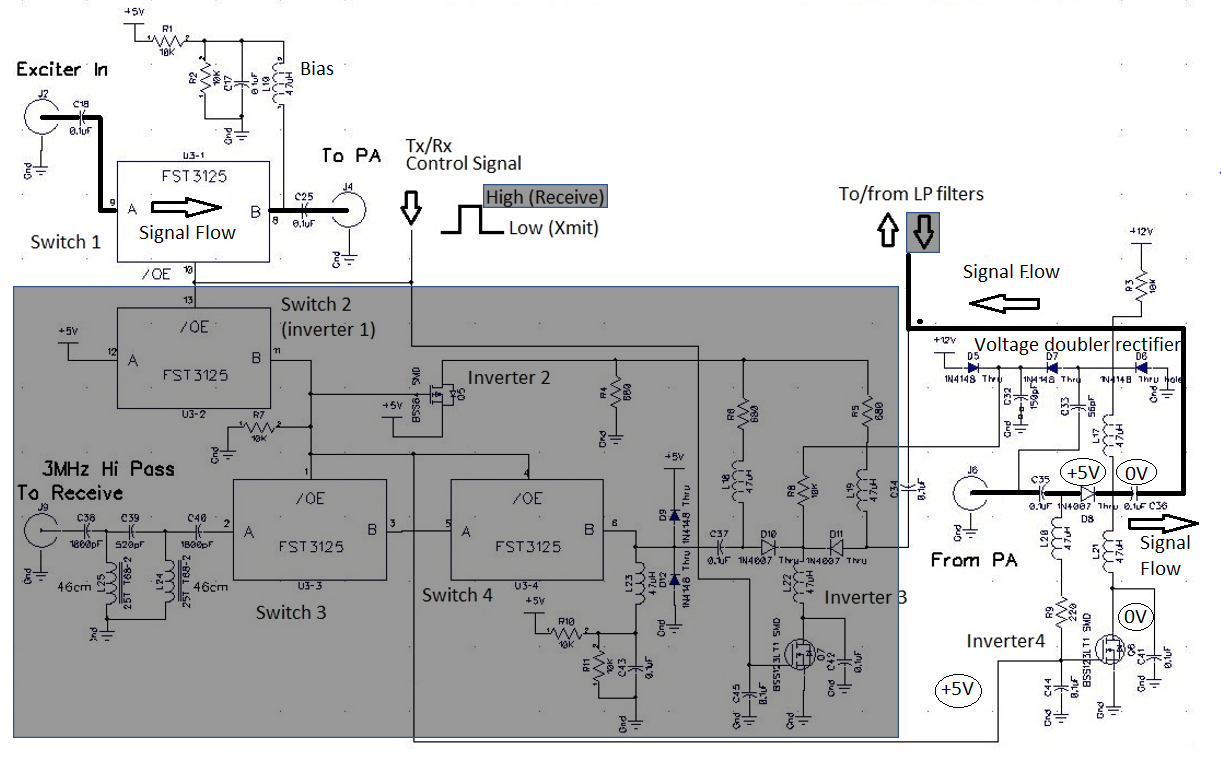 +5V
R1
10K
Exciter In
J2
C18
0.1uF
Gnd
R2
10K
C17
0.1uF
L10
47uH
Bias
Gnd
U3-1
FST3125
9
A
B
8
Signal Flow
Switch 1
/OE
10
To PA
J4
C25
0.1uF
Gnd
Tx/Rx
Control Signal
High (Receive)
Low (Xmit)
To/from LP filters
Signal Flow
+12V
R3
10K
13
Switch 2
(inverter 1)
+5V
12
/OE
A
B
11
FST3125
U3-2
R7
10K
Gnd
BSS84 SMD
Q5
+5V
Inverter 2
R4
680
Gnd
R6
680
R5
680
+12V
Voltage doubler rectifier
D5
D7
D6
1N4148 Thru
1N4148 Thru
1N4148 Thru hole
C32
150pF
Gnd
C33
56pF
Gnd
L17
47uH
3MHz Hi Pass
To Receive
J9
C38
1800pF
C39
520pF
C40
1800pF
Gnd
46cm
L25
25T T68-2
L24
25T T68-2
46cm
Gnd
1
2
/OE
A
B
3
FST3125
U3-3
Switch 3
4
5
/OE
A
B
6
FST3125
U3-4
Switch 4
+5V
D9
1N4148 Thru
D12
1N4148 Thru
Gnd
L23
47uH
+5V
R10
10K
R11
10K
C43
0.1uF
Gnd
L18
47uH
R8
10K
L19
47uH
C34
0.1uF
C37
0.1uF
D10
1N4007 Thru
D11
1N4007 Thru
L22
47uH
Inverter 3
BSS123LT1 SMD
Q7
C42
0.1uF
Gnd
C45
0.1uF
Gnd
Gnd
J6
Gnd
From PA
C35
0.1uF
+5V
0V
1N4007 Thru
D8
0.1uF
C36
Signal
Flow
L20
47uH
L21
47uH
R9
220
Inverter4
0V
BSS123LT1 SMD
Q6
C41
0.1uF
Gnd
+5V
C44
0.1uF
Gnd
Gnd